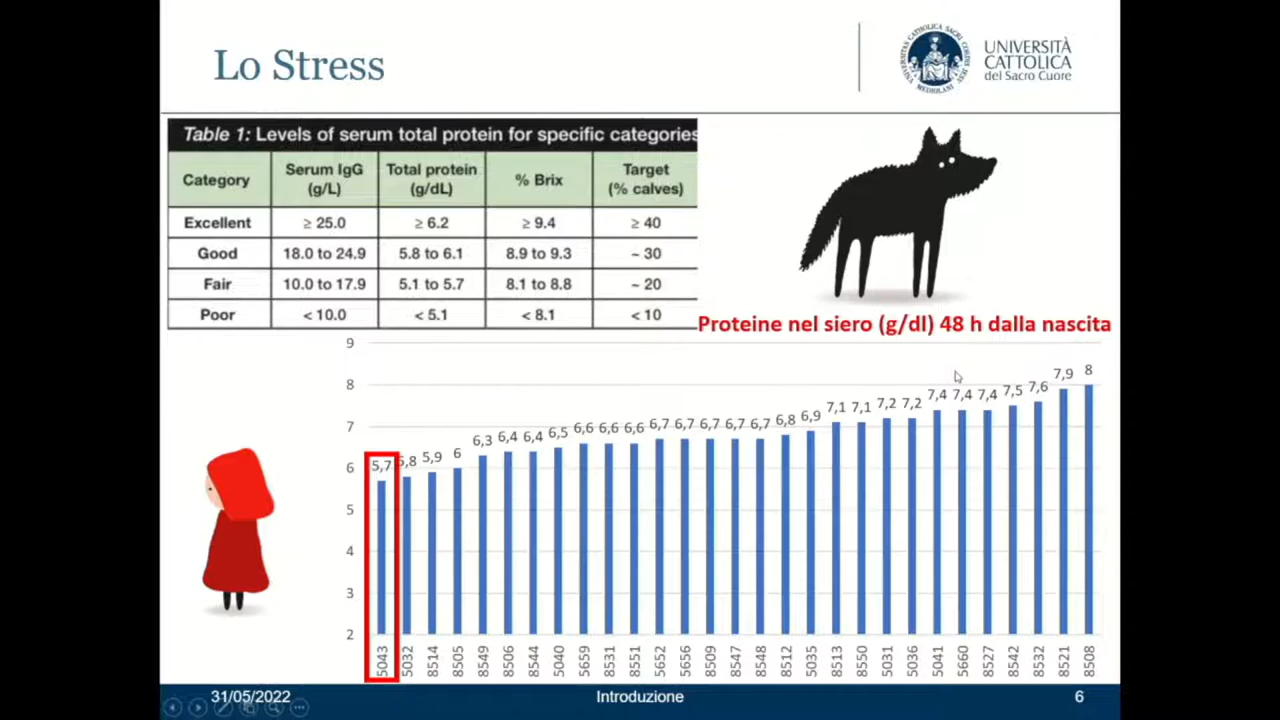 Lo Stress
UNIVERSITÀ
CATTOLICA
del Sacro Cuore
Table 1: Levels of serum total protein for specific categories
Category Serum IgG (g/L) Total protein (g/dL) % Brix Target (% calves)
Excellent ≥ 25.0 ≥ 6.2 ≥ 9.4 ≥ 40
Good 18.0 to 24.9 5.8 to 6.1 8.9 to 9.3 ~ 30
Fair 10.0 to 17.9 5.1 to 5.7 8.1 to 8.8 ~ 20
Poor < 10.0 < 5.1 < 8.1 < 10
Proteine nel siero (g/dl) 48 h dalla nascita
9
8
7
6
5
4
3
2
5,7 5,8 5,9 6 6,3 6,4 6,4 6,5 6,6 6,6 6,6 6,7 6,7 6,7 6,7 6,7 6,8 6,9 7,1 7,1 7,2 7,2 7,4 7,4 7,4 7,5 7,6 7,9 8
5043 5032 8514 8505 8549 8506 8544 5040 5659 8531 8551 5652 5656 8509 8547 8548 8512 5035 8513 8550 5031 5036 5041 5660 8527 8542 8532 8521 8508
31/05/2022 Introduzione 6